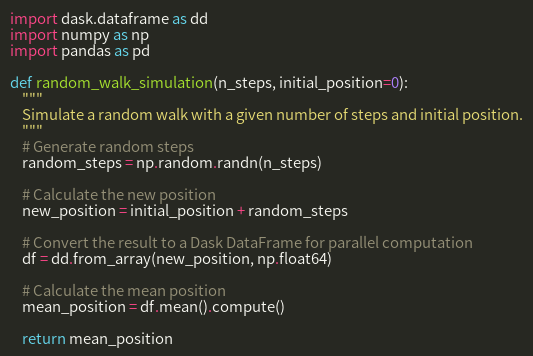 import dask.dataframe as dd
import numpy as np
import pandas as pd

def random_walk_simulation(n_steps, initial_position=0):
    """
    Simulate a random walk with a given number of steps and initial position.
    """
    # Generate random steps
    random_steps = np.random.randn(n_steps)

    # Calculate the new position
    new_position = initial_position + random_steps

    # Convert the result to a Dask DataFrame for parallel computation
    df = dd.from_array(new_position, np.float64)

    # Calculate the mean position
    mean_position = df.mean().compute()

    return mean_position